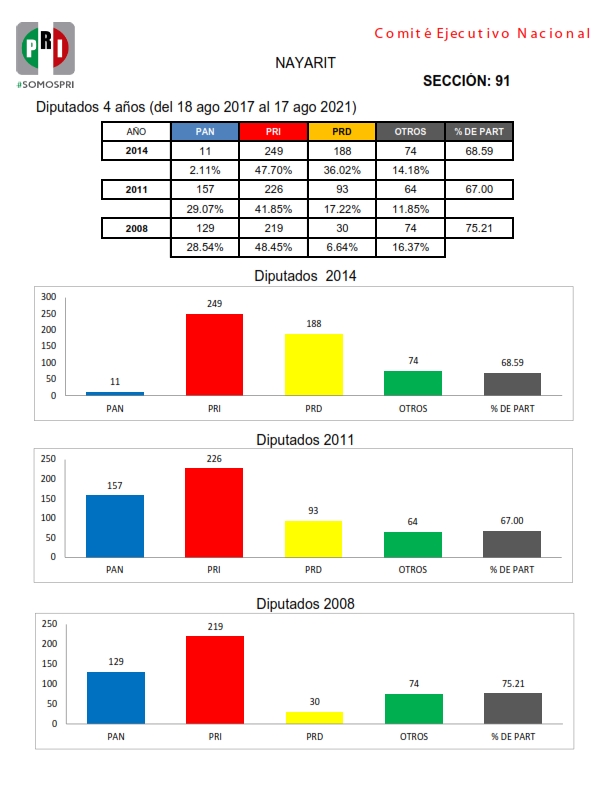 Comité Ejecutivo Nacional
PRI
#SOMOSPRI
NAYARIT
SECCIÓN: 91
Diputados 4 años (del 18 ago 2017 al 17 ago 2021)
AÑO PAN PRI PRD OTROS % DE PART
2014 11 249 188 74 68.59
2.11% 47.70% 36.02% 14.18%
2011 157 226 93 64 67.00
29.07% 41.85% 17.22% 11.85%
2008 129 219 30 74 75.21
28.54% 48.45% 6.64% 16.37%
Diputados 2014
300
250
200
150
100
50
0
11 249 188 74 68.59
PAN PRI PRD OTROS % DE PART
Diputados 2011
250
200
150
100
50
0
157 226 93 64 67.00
PAN PRI PRD OTROS % DE PART
Diputados 2008
250
200
150
100
50
0
129 219 30 74 75.21
PAN PRI PRD OTROS % DE PART